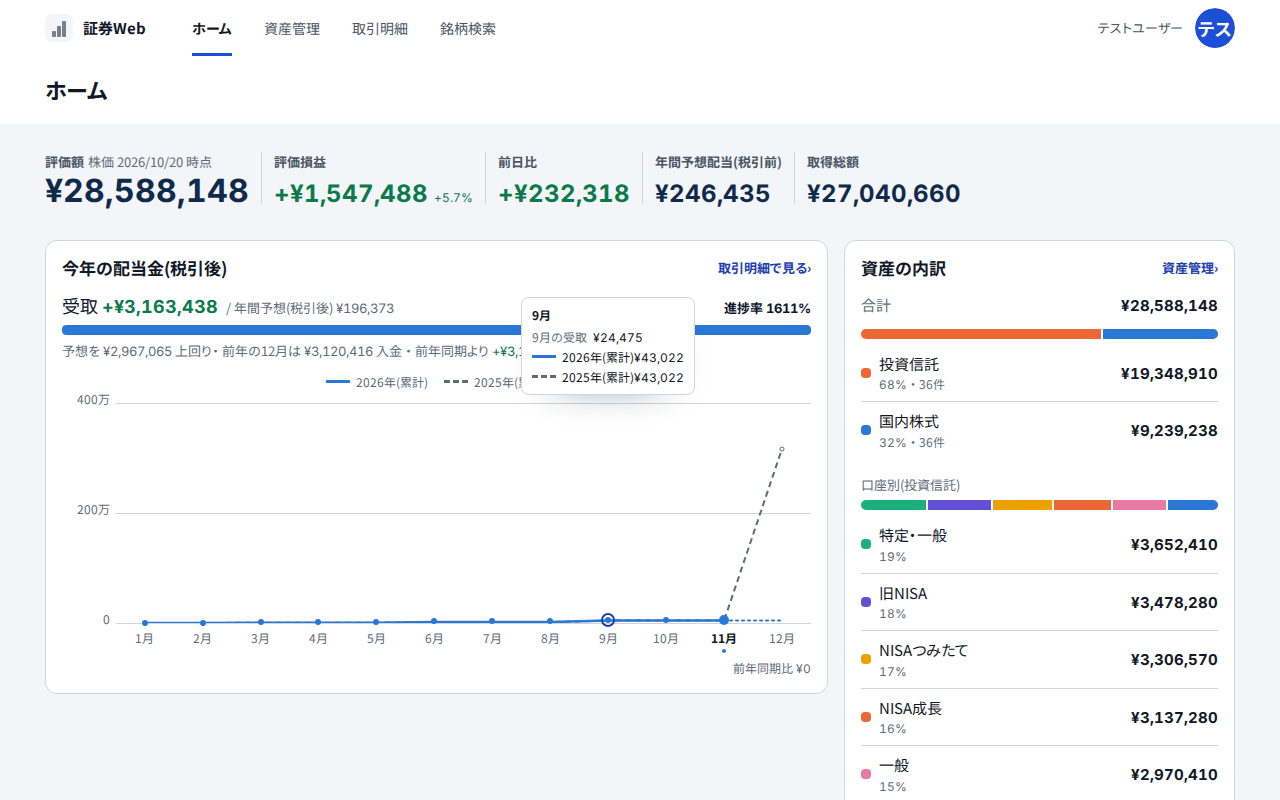 証券Web ホーム 資産管理 取引明細 銘柄検索 テストユーザー テス
ホーム
評価額 株価 2026/10/20 時点
¥28,588,148
評価損益
+¥1,547,488 +5.7%
前日比
+¥232,318
年間予想配当(税引前)
¥246,435
取得総額
¥27,040,660
今年の配当金(税引後) 取引明細で見る›
受取 +¥3,163,438 / 年間予想(税引後) ¥196,373 進捗率 1611%
予想を ¥2,967,065 上回り・前年の12月は ¥3,120,416 入金・前年同期より
9月
9月の受取 ¥24,475
2026年(累計)¥43,022
2025年(累計)¥43,022
2026年(累計)
400万
200万
0
1月 2月 3月 4月 5月 6月 7月 8月 9月 10月 11月 12月
前年同期比 ¥0
資産の内訳 資産管理›
合計 ¥28,588,148
投資信託 ¥19,348,910
68%・36件
国内株式 ¥9,239,238
32%・36件
口座別(投資信託)
特定・一般 ¥3,652,410
19%
旧NISA ¥3,478,280
18%
NISAつみたて ¥3,306,570
17%
NISA成長 ¥3,137,280
16%
一般 ¥2,970,410
15%